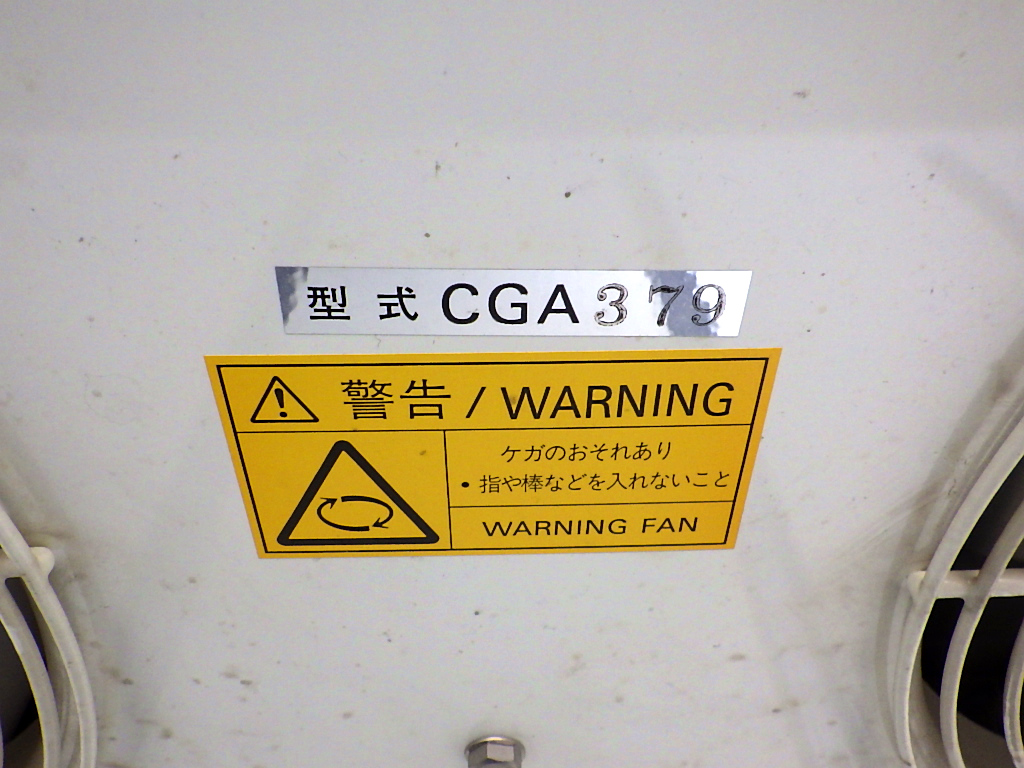 型式 CGA379
警告 / WARNING
ケガのおそれあり
・指や棒などを入れないこと
WARNING FAN